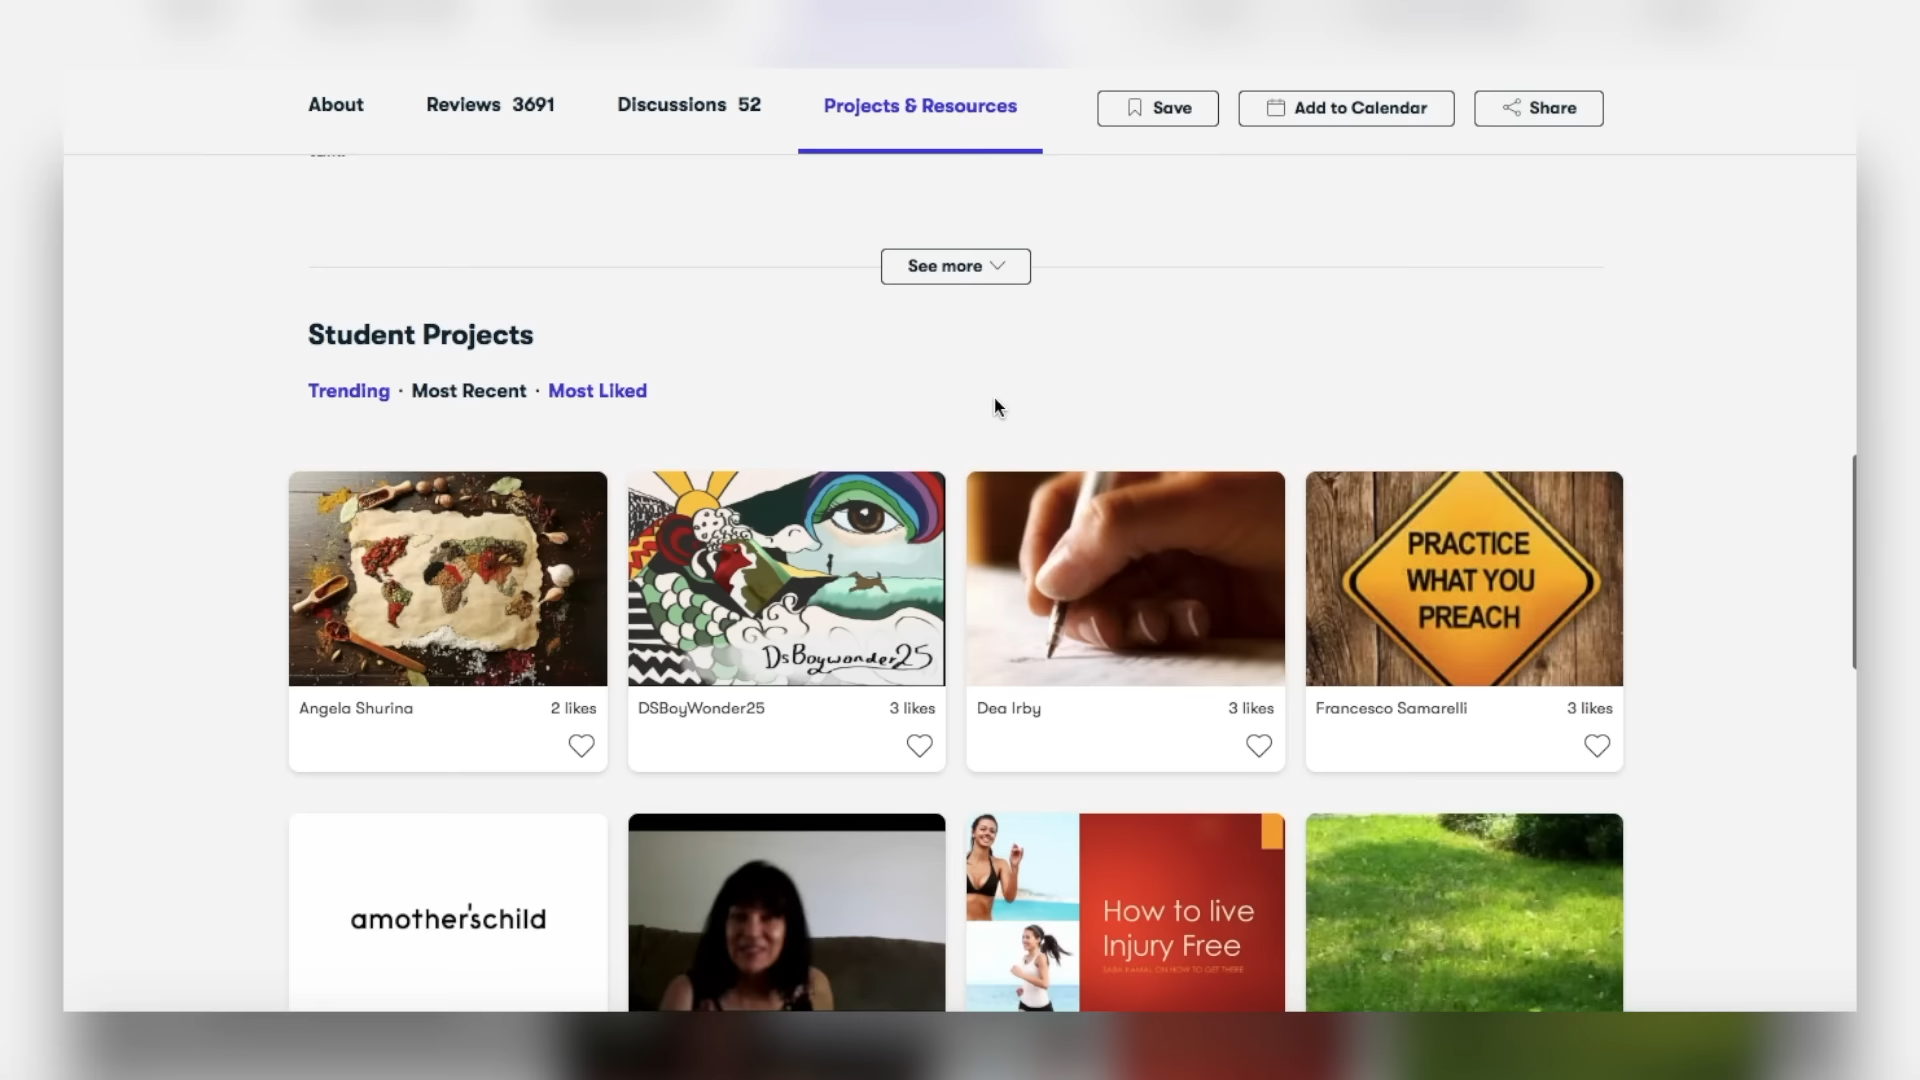 About
Reviews 3691
Discussions 52
Projects & Resources
Save
Add to Calendar
Share
See more
Student Projects
Trending · Most Recent · Most Liked
DsBoywonder25
PRACTICE
WHAT YOU
PREACH
Angela Shurina
2 likes
DSBoyWonder25
3 likes
Dea Irby
3 likes
Francesco Samarelli
3 likes
amother'schild
How to live
Injury Free